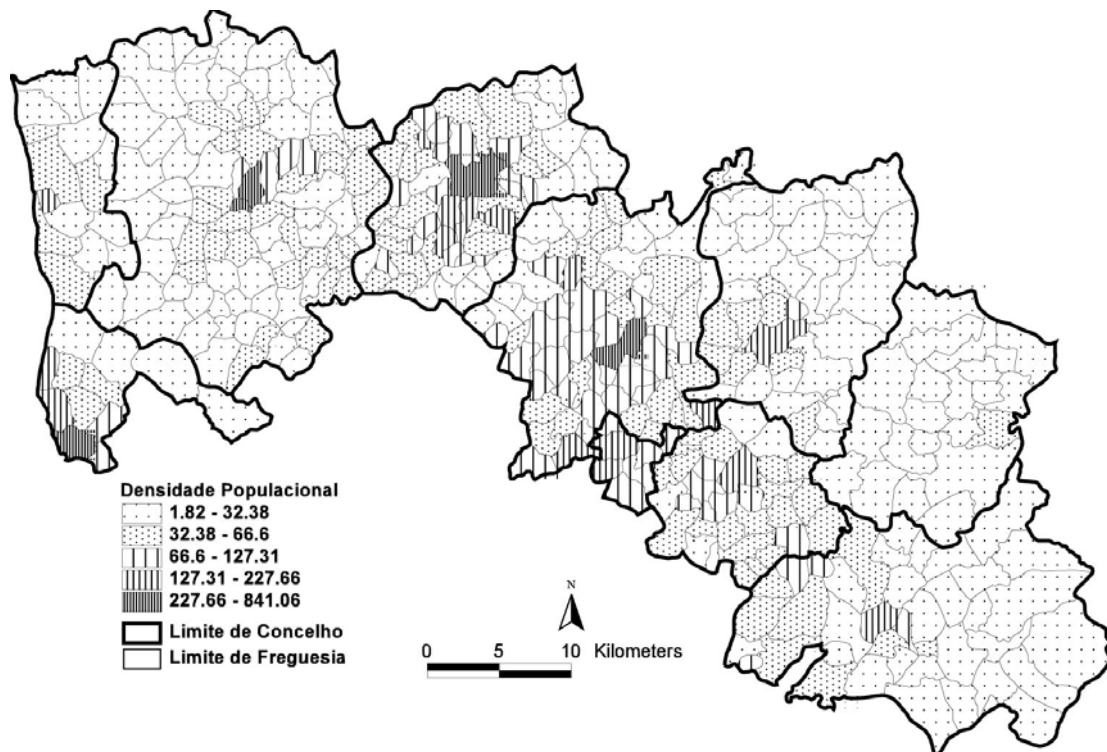 Densidade Populacional
1.82 - 32.38
32.38 - 66.6
66.6 - 127.31
127.31 - 227.66
227.66 - 841.06
Limite de Concelho
Limite de Freguesia
N
0 5 10 Kilometers